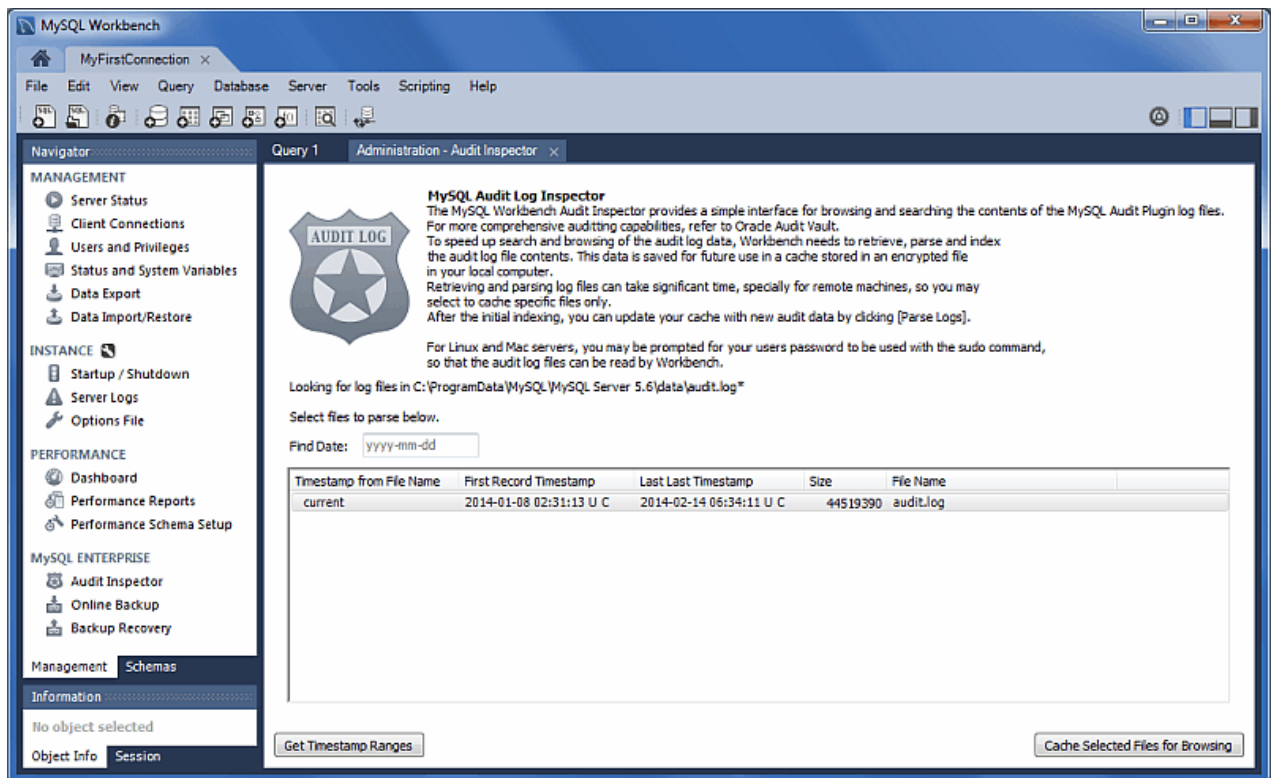 MySQL Workbench
MyFirstConnection
File Edit View Query Database Server Tools Scripting Help
Navigator
MANAGEMENT
Server Status
Client Connections
Users and Privileges
Status and System Variables
Data Export
Data Import/Restore
INSTANCE
Startup / Shutdown
Server Logs
Options File
PERFORMANCE
Dashboard
Performance Reports
Performance Schema Setup
MySQL ENTERPRISE
Audit Inspector
Online Backup
Backup Recovery
Management Schemas
Information
No object selected
Object Info Session
Query 1 Administration - Audit Inspector
AUDIT LOG
MySQL Audit Log Inspector
The MySQL Workbench Audit Inspector provides a simple interface for browsing and searching the contents of the MySQL Audit Plugin log files.
For more comprehensive auditting capabilities, refer to Oracle Audit Vault.
To speed up search and browsing of the audit log data, Workbench needs to retrieve, parse and index
the audit log file contents. This data is saved for future use in a cache stored in an encrypted file
in your local computer.
Retrieving and parsing log files can take significant time, specially for remote machines, so you may
select to cache specific files only.
After the initial indexing, you can update your cache with new audit data by clicking [Parse Logs].
For Linux and Mac servers, you may be prompted for your users password to be used with the sudo command,
so that the audit log files can be read by Workbench.
Looking for log files in C:\ProgramData\MySQL\MySQL Server 5.6\data\audit.log*
Select files to parse below.
Find Date: yyyy-mm-dd
Timestamp from File Name First Record Timestamp Last Last Timestamp Size File Name
current 2014-01-08 02:31:13 U C 2014-02-14 06:34:11 U C 44519390 audit.log
Get Timestamp Ranges Cache Selected Files for Browsing